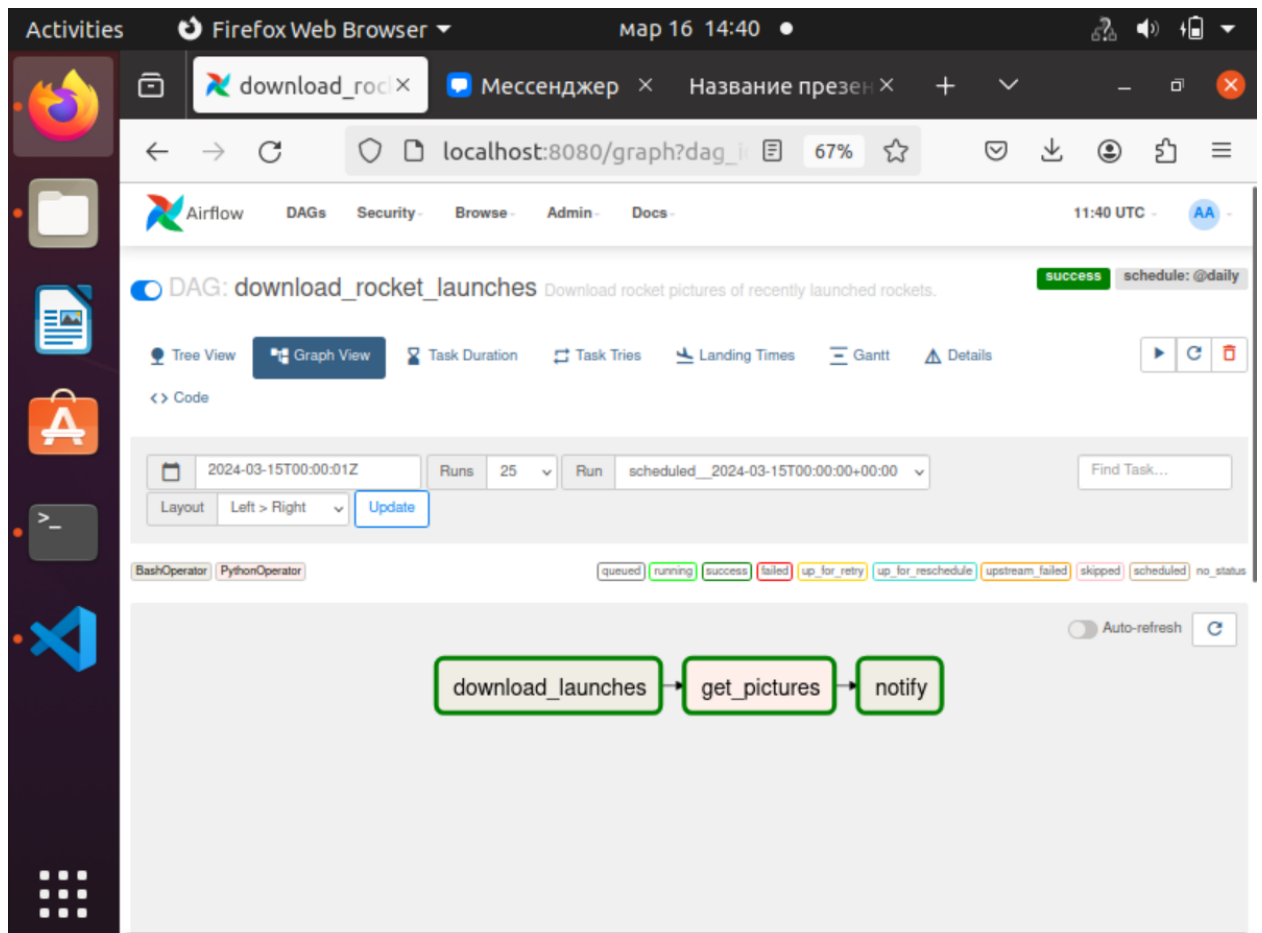 Activities Firefox Web Browser мар 16 14:40
download_roc Мессенджер Название презен
localhost:8080/graph?dag_i 67%
Airflow DAGs Security Browse Admin Docs 11:40 UTC AA
DAG: download_rocket_launches Download rocket pictures of recently launched rockets. success schedule: @daily
Tree View Graph View Task Duration Task Tries Landing Times Gantt Details
<> Code
2024-03-15T00:00:01Z Runs 25 Run scheduled__2024-03-15T00:00:00+00:00 Find Task...
Layout Left > Right Update
BashOperator PythonOperator queued running success failed up_for_retry up_for_reschedule upstream_failed skipped scheduled no_status
Auto-refresh
download_launches get_pictures notify